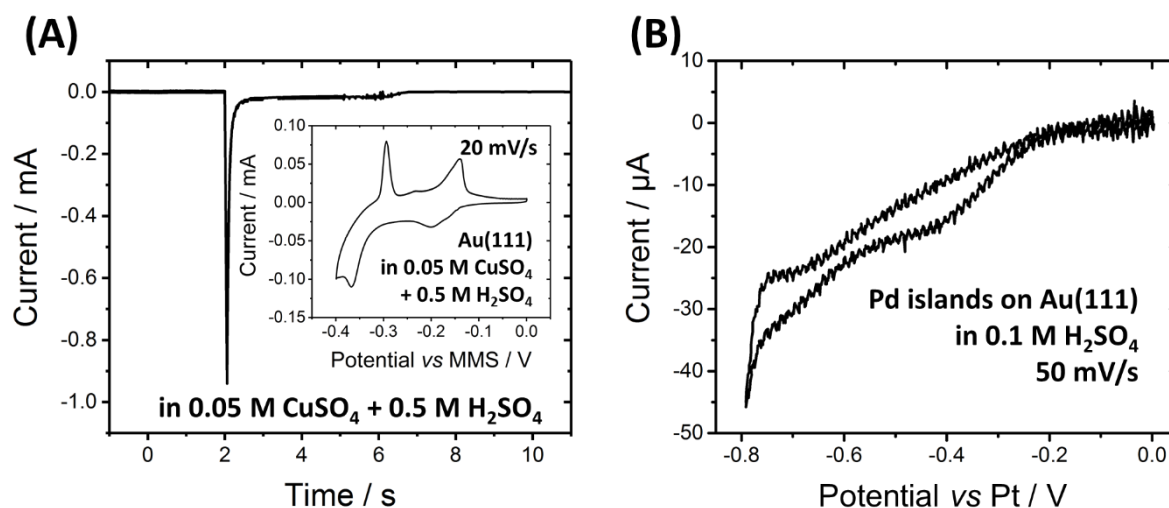 (A)
0.0
-0.2
-0.4
-0.6
-0.8
-1.0
Current / mA
0 2 4 6 8 10
Time / s
in 0.05 M CuSO₄ + 0.5 M H₂SO₄
0.10
0.05
0.00
-0.05
-0.10
-0.15
Current / mA
-0.4 -0.3 -0.2 -0.1 0.0
Potential vs MMS / V
20 mV/s
Au(111)
in 0.05 M CuSO₄
+ 0.5 M H₂SO₄
(B)
10
0
-10
-20
-30
-40
-50
Current / µA
-0.8 -0.6 -0.4 -0.2 0.0
Potential vs Pt / V
Pd islands on Au(111)
in 0.1 M H₂SO₄
50 mV/s